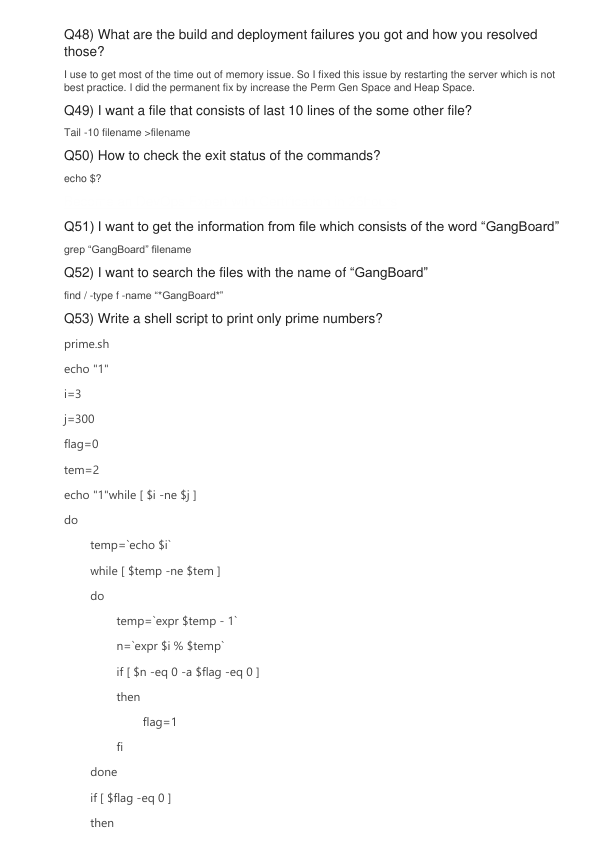 Q48) What are the build and deployment failures you got and how you resolved
those?
I use to get most of the time out of memory issue. So I fixed this issue by restarting the server which is not
best practice. I did the permanent fix by increase the Perm Gen Space and Heap Space.
Q49) I want a file that consists of last 10 lines of the some other file?
Tail -10 filename >filename
Q50) How to check the exit status of the commands?
echo $?
Q51) I want to get the information from file which consists of the word “GangBoard”
grep “GangBoard” filename
Q52) I want to search the files with the name of “GangBoard”
find / -type f -name “*GangBoard*”
Q53) Write a shell script to print only prime numbers?
prime.sh
echo "1"
i=3
j=300
flag=0
tem=2
echo "1"while [ $i -ne $j ]
do
temp=`echo $i`
while [ $temp -ne $tem ]
do
temp=`expr $temp - 1`
n=`expr $i % $temp`
if [ $n -eq 0 -a $flag -eq 0 ]
then
flag=1
fi
done
if [ $flag -eq 0 ]
then